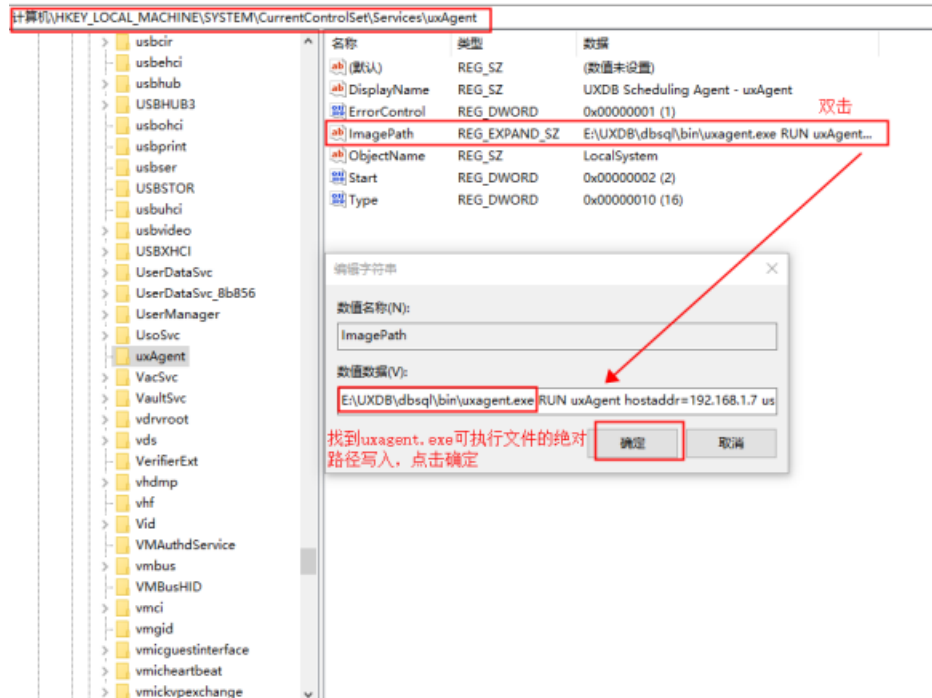 计算机\HKEY_LOCAL_MACHINE\SYSTEM\CurrentControlSet\Services\uxAgent
usbcir
usbehci
usbhub
USBHUB3
usbohci
usbprint
usbser
USBSTOR
usbuhci
usbvideo
USBXHCI
UserDataSvc
UserDataSvc_8b856
UserManager
UsoSvc
uxAgent
VacSvc
VaultSvc
vdrvroot
vds
VerifierExt
vhdmp
vhf
Vid
VMAuthdService
vmbus
VMBusHID
vmci
vmgid
vmicguestinterface
vmicheartbeat
vmickvpexchange
名称 类型 数据
(默认) REG_SZ (数值未设置)
DisplayName REG_SZ UXDB Scheduling Agent - uxAgent
ErrorControl REG_DWORD 0x00000001 (1)
双击
ImagePath REG_EXPAND_SZ E:\UXDB\dbsql\bin\uxagent.exe RUN uxAgent...
ObjectName REG_SZ LocalSystem
Start REG_DWORD 0x00000002 (2)
Type REG_DWORD 0x00000010 (16)
编辑字符串
数值名称(N):
ImagePath
数值数据(V):
E:\UXDB\dbsql\bin\uxagent.exe RUN uxAgent hostaddr=192.168.1.7 us
找到uxagent.exe可执行文件的绝对
路径写入，点击确定
确定 取消